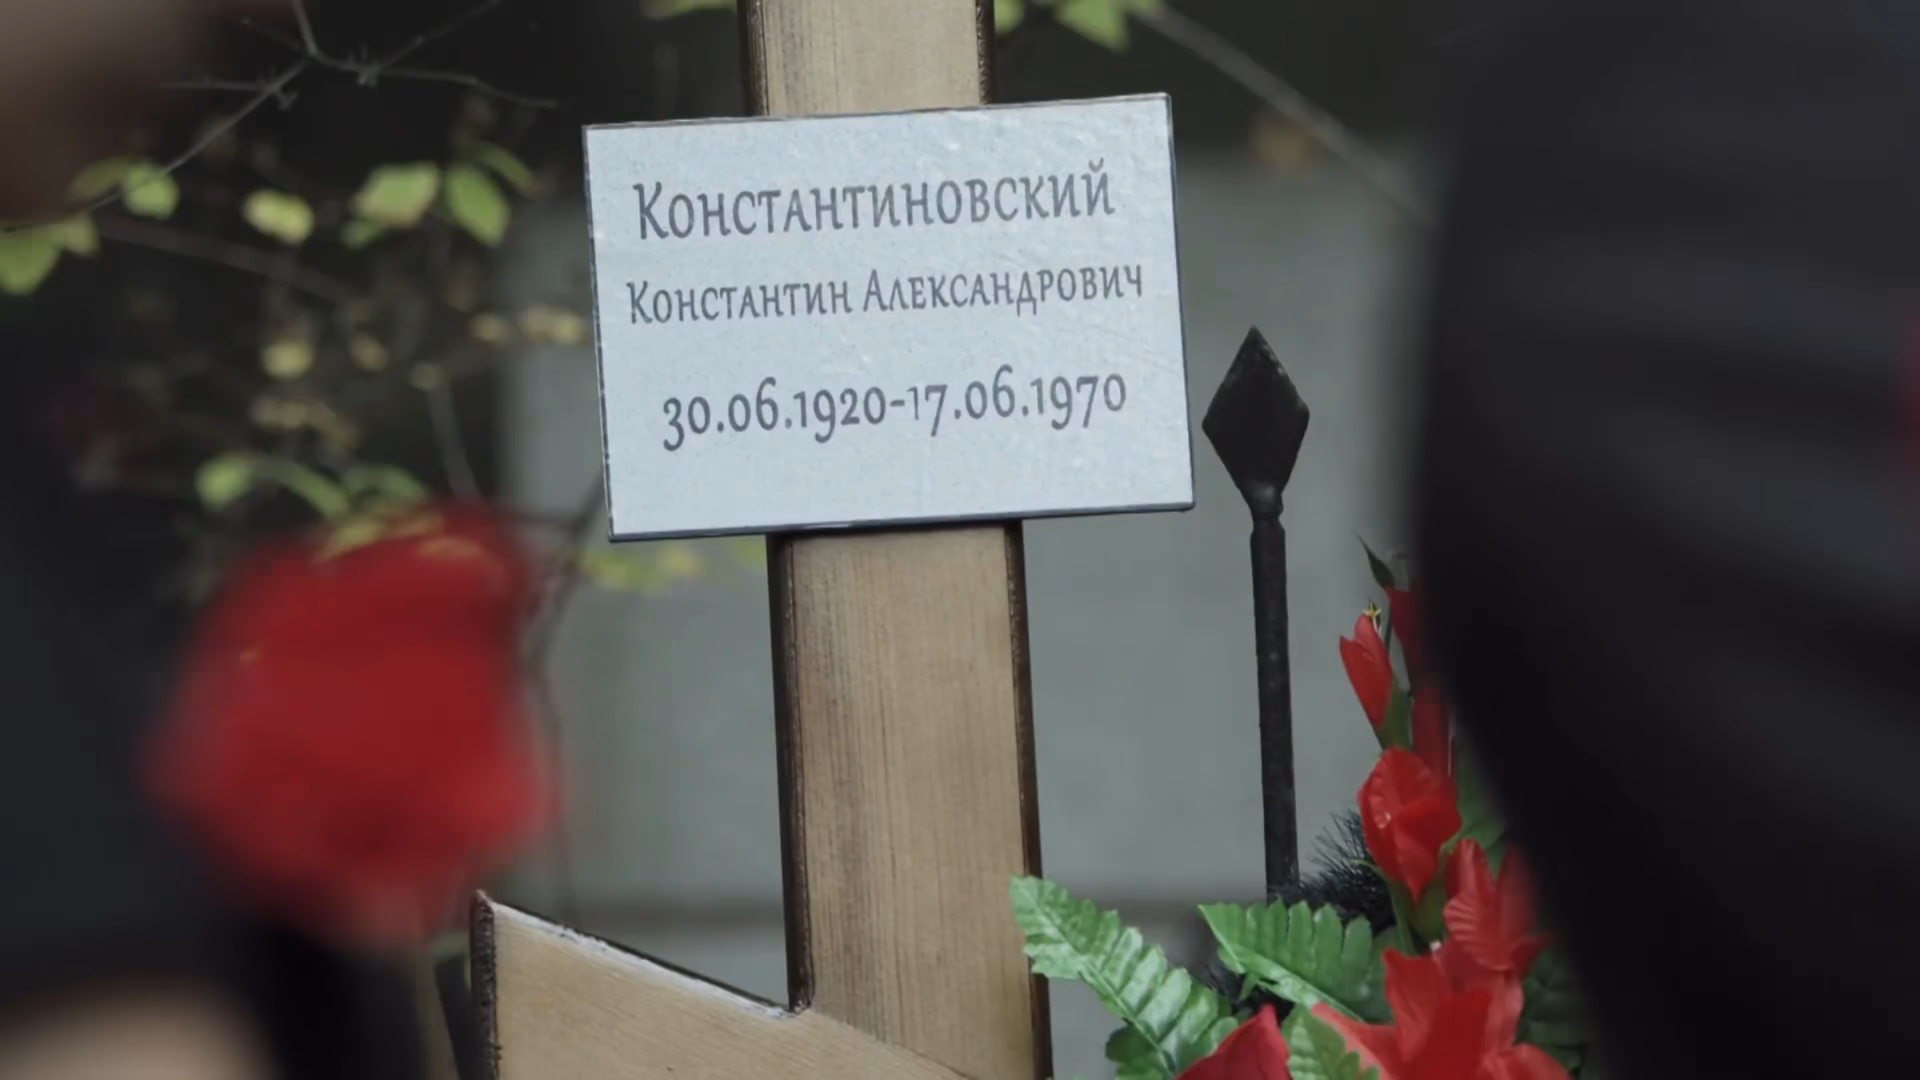 Константиновский
Константин Александрович
30.06.1920-17.06.1970